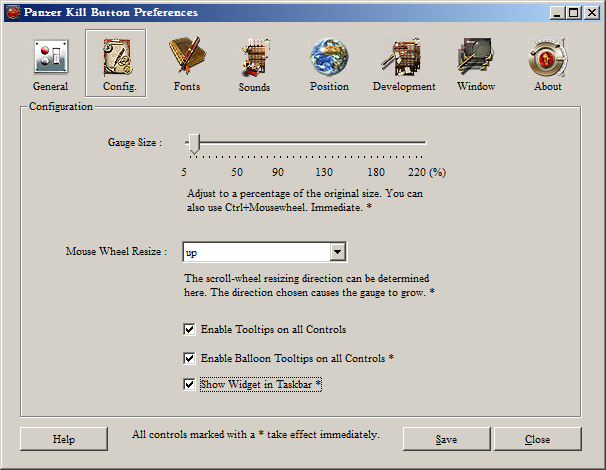 Panzer Kill Button Preferences
General Config. Fonts Sounds Position Development Window About
Configuration
Gauge Size :
5 50 90 130 180 220 (%)
Adjust to a percentage of the original size. You can
also use Ctrl+Mousewheel. Immediate. *
Mouse Wheel Resize : up
The scroll-wheel resizing direction can be determined
here. The direction chosen causes the gauge to grow. *
Enable Tooltips on all Controls
Enable Balloon Tooltips on all Controls *
Show Widget in Taskbar *
Help All controls marked with a * take effect immediately. Save Close